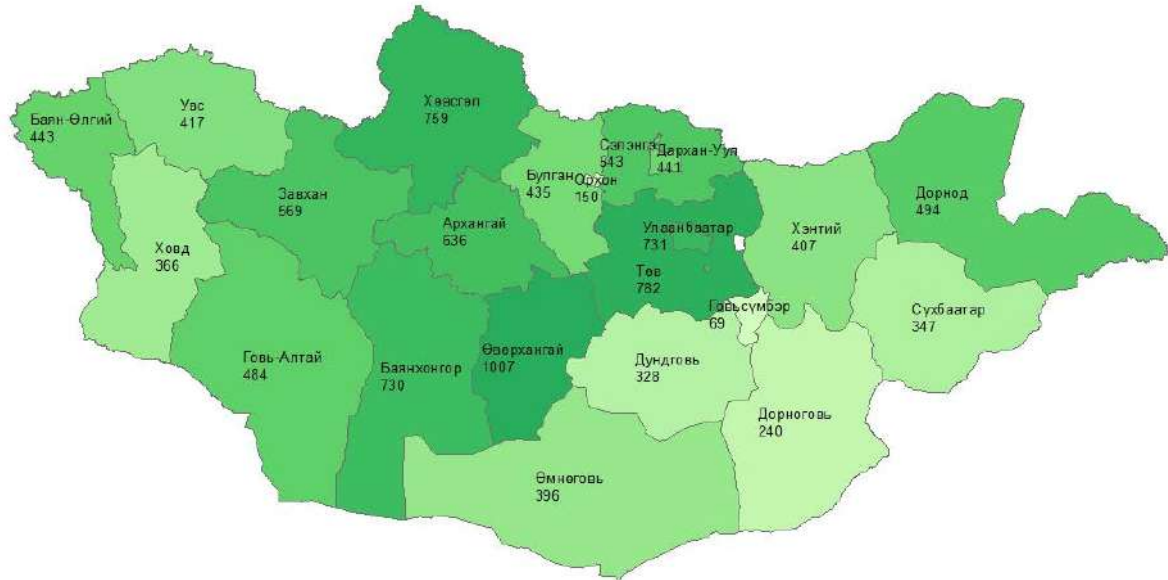 Хөвсгөл
759
Увс
417
Баян-Өлгий
443
Сэлэнгэ
543
Дархан-Уул
441
Булган
435
Орхон
150
Завхан
569
Дорнод
494
Архангай
636
Улаанбаатар
731
Хэнтий
407
Ховд
366
Төв
782
Говьсүмбэр
69
Сүхбаатар
347
Өвөрхангай
1007
Говь-Алтай
484
Баянхонгор
730
Дундговь
328
Дорноговь
240
Өмнөговь
396